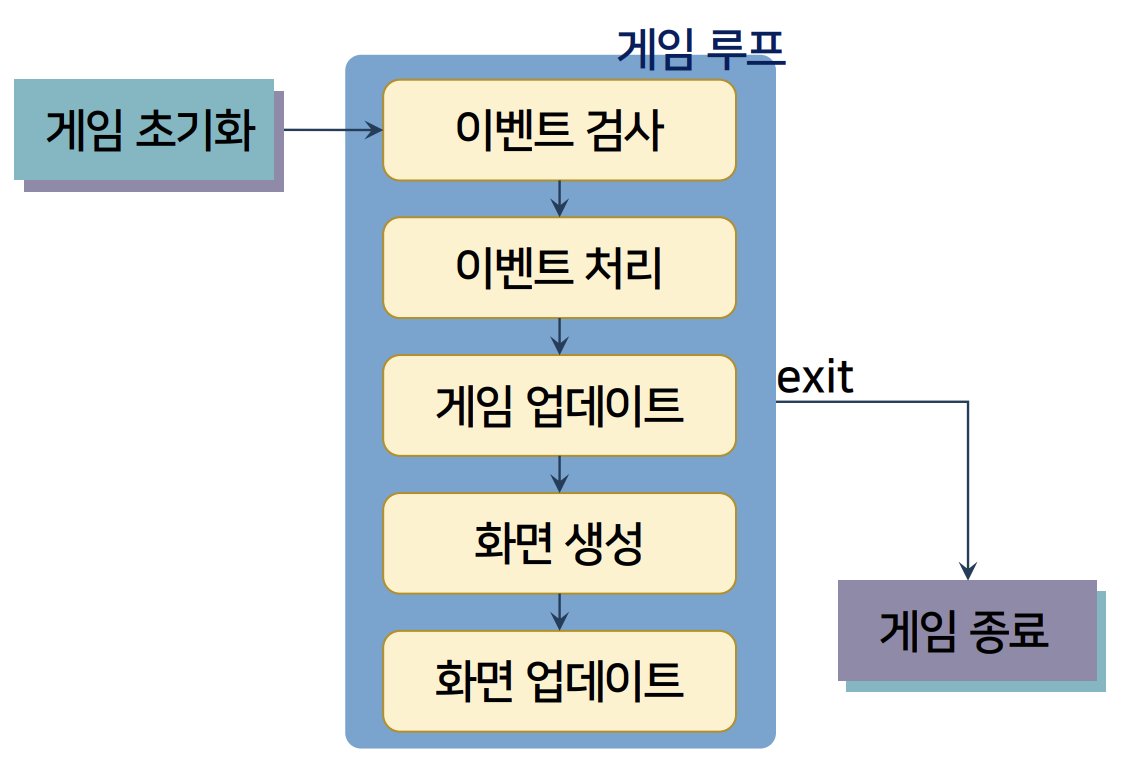 게임 루프
게임 초기화
이벤트 검사
이벤트 처리
게임 업데이트
exit
화면 생성
게임 종료
화면 업데이트